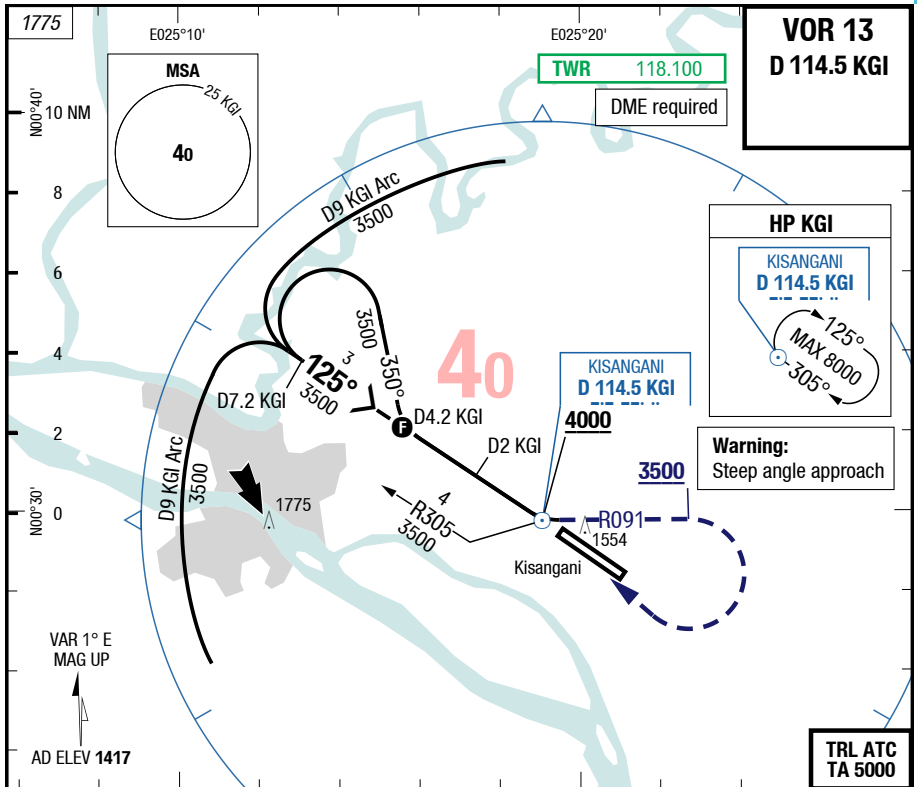 1775
E025°10'
E025°20'
VOR 13
D 114.5 KGI
TWR 118.100
DME required
MSA
25 KGI
40
N00°40'
10 NM
8
6
4
2
0
N00°30'
D9 KGI Arc
3500
HP KGI
KISANGANI
D 114.5 KGI
125°
MAX 8000
305°
3500
350°
3
125°
3500
40
D7.2 KGI
F
D4.2 KGI
KISANGANI
D 114.5 KGI
4000
D2 KGI
Warning:
Steep angle approach
3500
D9 KGI Arc
3500
1775
4
R305
3500
R091
1554
Kisangani
VAR 1° E
MAG UP
AD ELEV 1417
TRL ATC
TA 5000